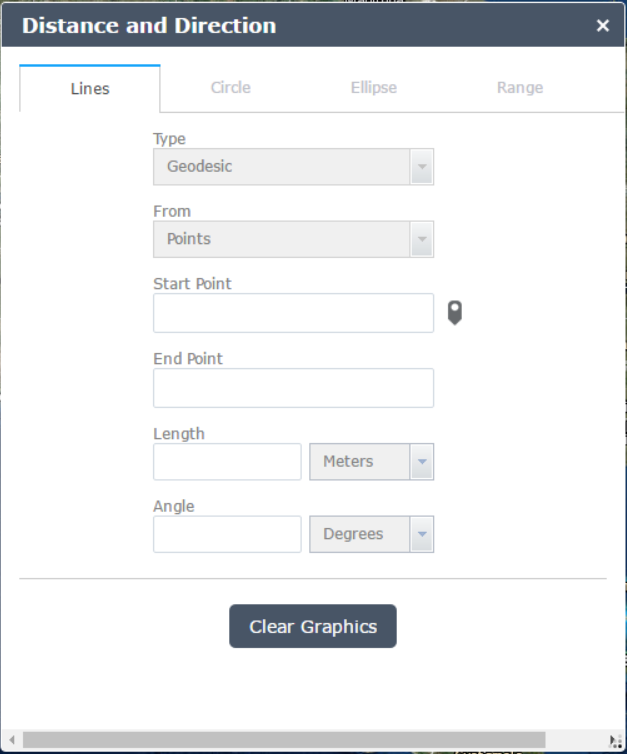 Distance and Direction
Lines Circle Ellipse Range
Type
Geodesic
From
Points
Start Point
End Point
Length
Meters
Angle
Degrees
Clear Graphics